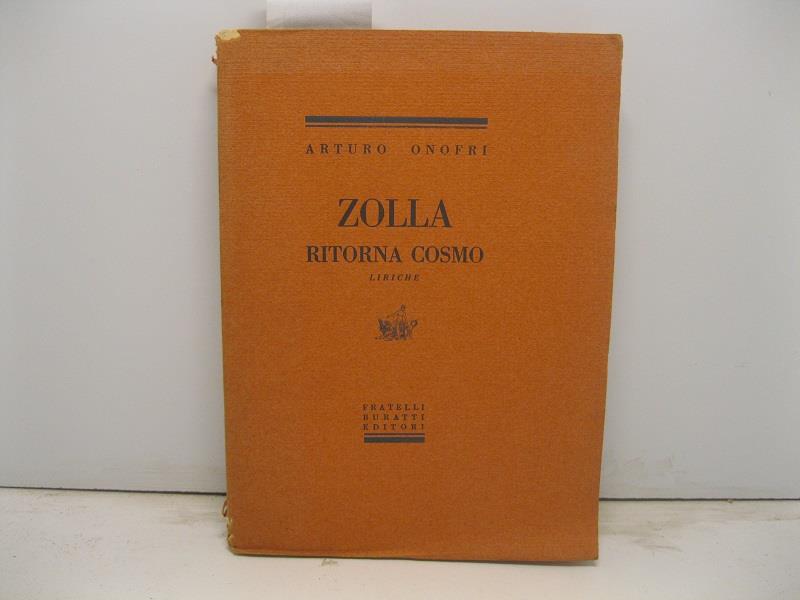 ARTURO ONOFRI
ZOLLA
RITORNA COSMO
LIRICHE
FRATELLI
BURATTI
EDITORI